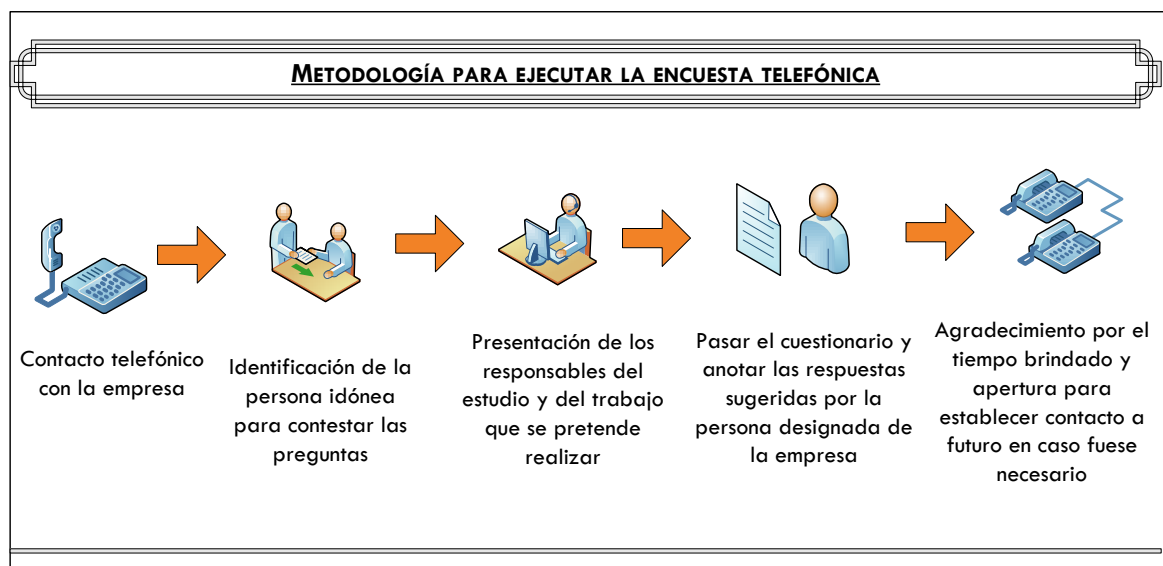 METODOLOGÍA PARA EJECUTAR LA ENCUESTA TELEFÓNICA
Contacto telefónico
con la empresa
Identificación de la
persona idónea
para contestar las
preguntas
Presentación de los
responsables del
estudio y del trabajo
que se pretende
realizar
Pasar el cuestionario y
anotar las respuestas
sugeridas por la
persona designada de
la empresa
Agradecimiento por el
tiempo brindado y
apertura para
establecer contacto a
futuro en caso fuese
necesario